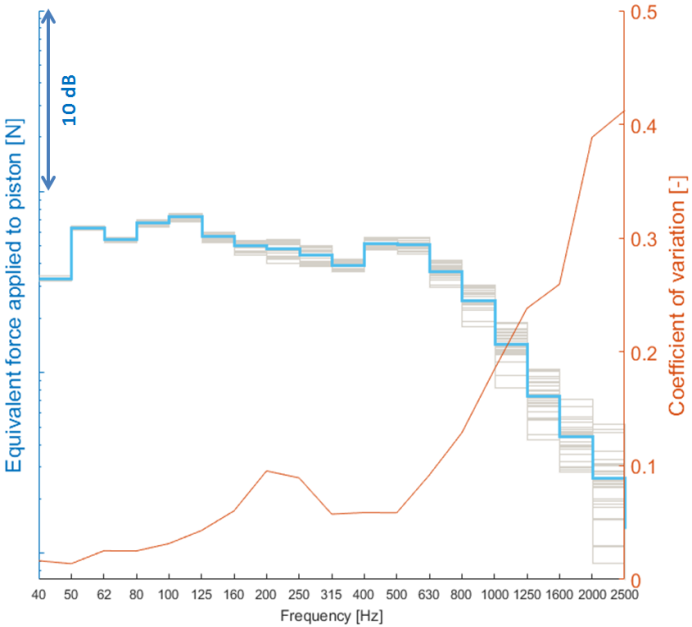 10 dB
Equivalent force applied to piston [N]
0.5
0.4
0.3
0.2
0.1
0
Coefficient of variation [-]
40 50 62 80 100 125 160 200 250 315 400 500 630 800 1000 1250 1600 2000 2500
Frequency [Hz]